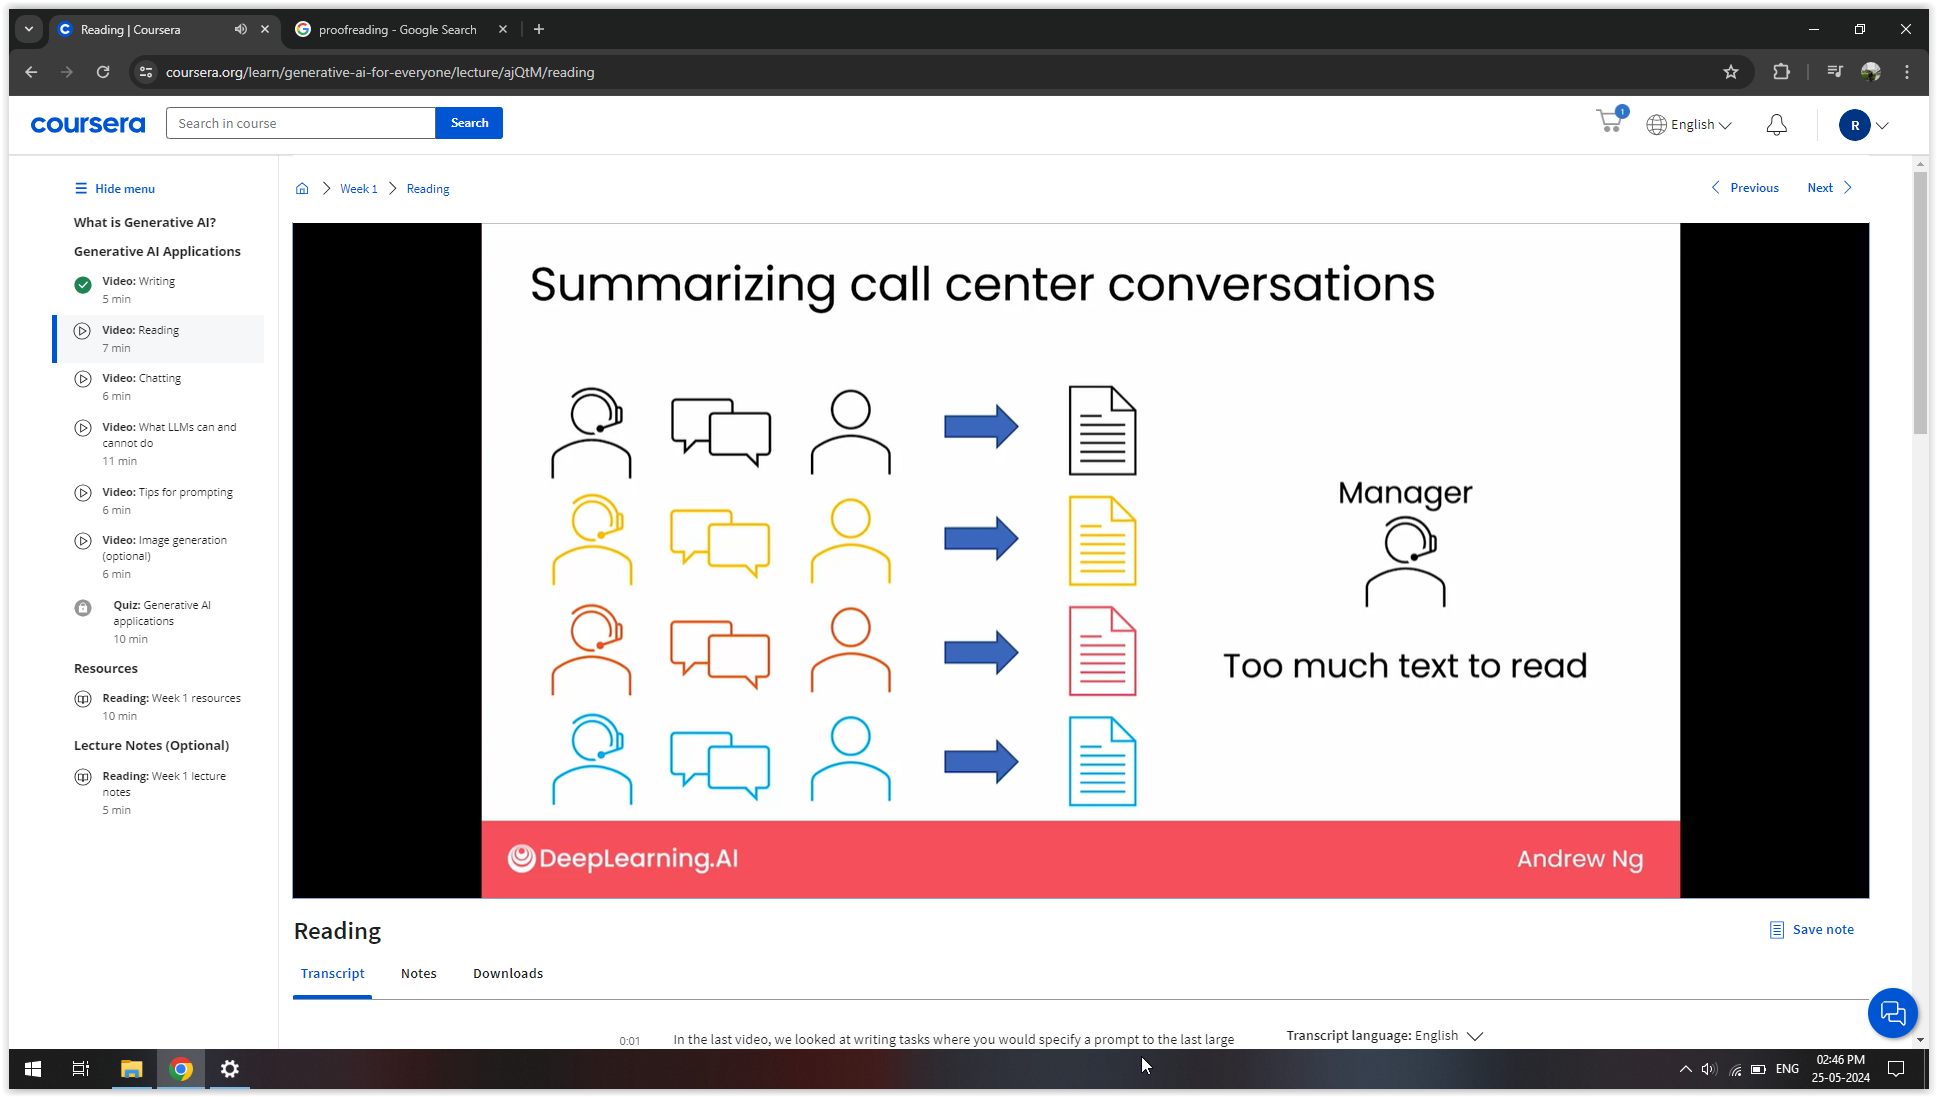 Reading | Coursera
proofreading - Google Search
coursera.org/learn/generative-ai-for-everyone/lecture/ajQtM/reading
coursera
Search in course
Search
1
English
R
Hide menu
What is Generative AI?
Generative AI Applications
Video: Writing
5 min
Video: Reading
7 min
Video: Chatting
6 min
Video: What LLMs can and
cannot do
11 min
Video: Tips for prompting
6 min
Video: Image generation
(optional)
6 min
Quiz: Generative AI
applications
10 min
Resources
Reading: Week 1 resources
10 min
Lecture Notes (Optional)
Reading: Week 1 lecture
notes
5 min
Week 1
Reading
Previous
Next
Summarizing call center conversations
Manager
Too much text to read
DeepLearning.AI
Andrew Ng
Reading
Save note
Transcript
Notes
Downloads
0:01
In the last video, we looked at writing tasks where you would specify a prompt to the last large
Transcript language: English
ENG
02:46 PM
25-05-2024